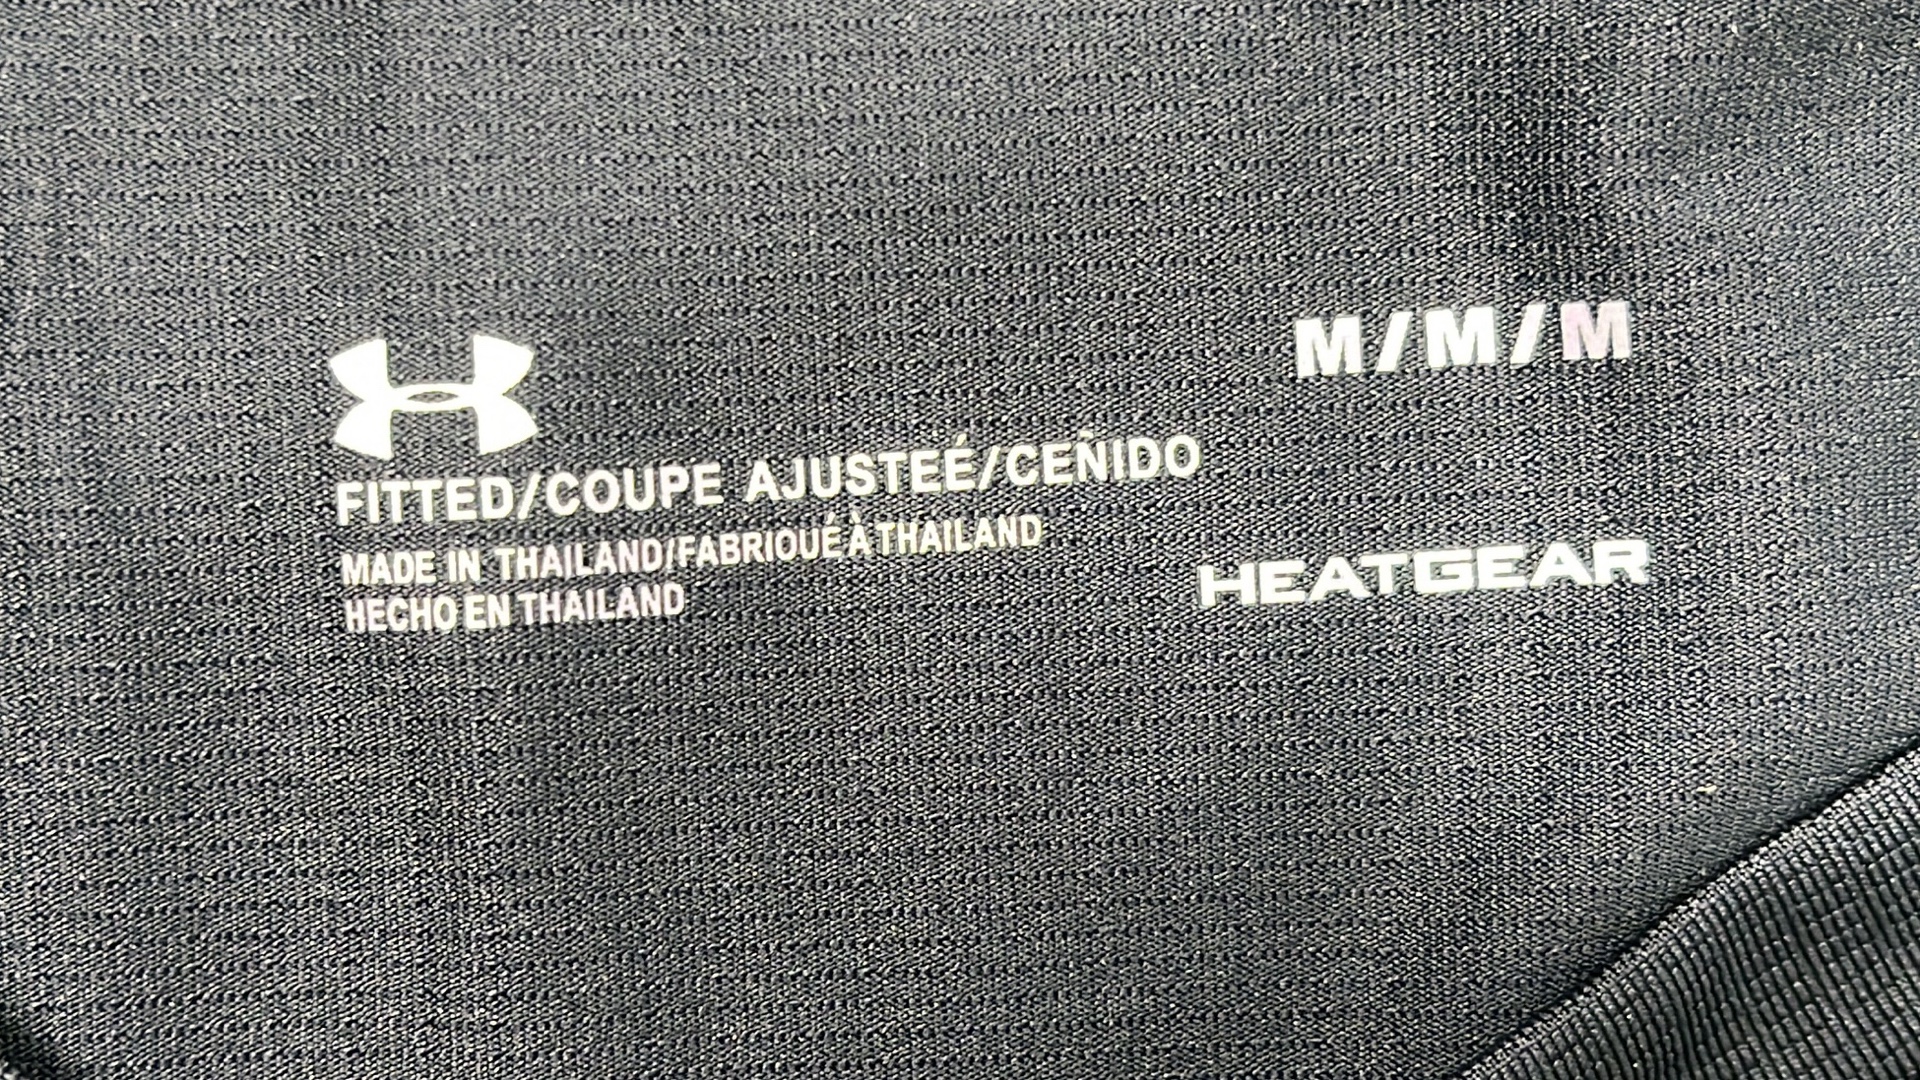 M/M/M
FITTED/COUPE AJUSTEÉ/CEÑIDO
MADE IN THAILAND/FABRIQUÉ À THAILAND
HECHO EN THAILAND
HEATGEAR